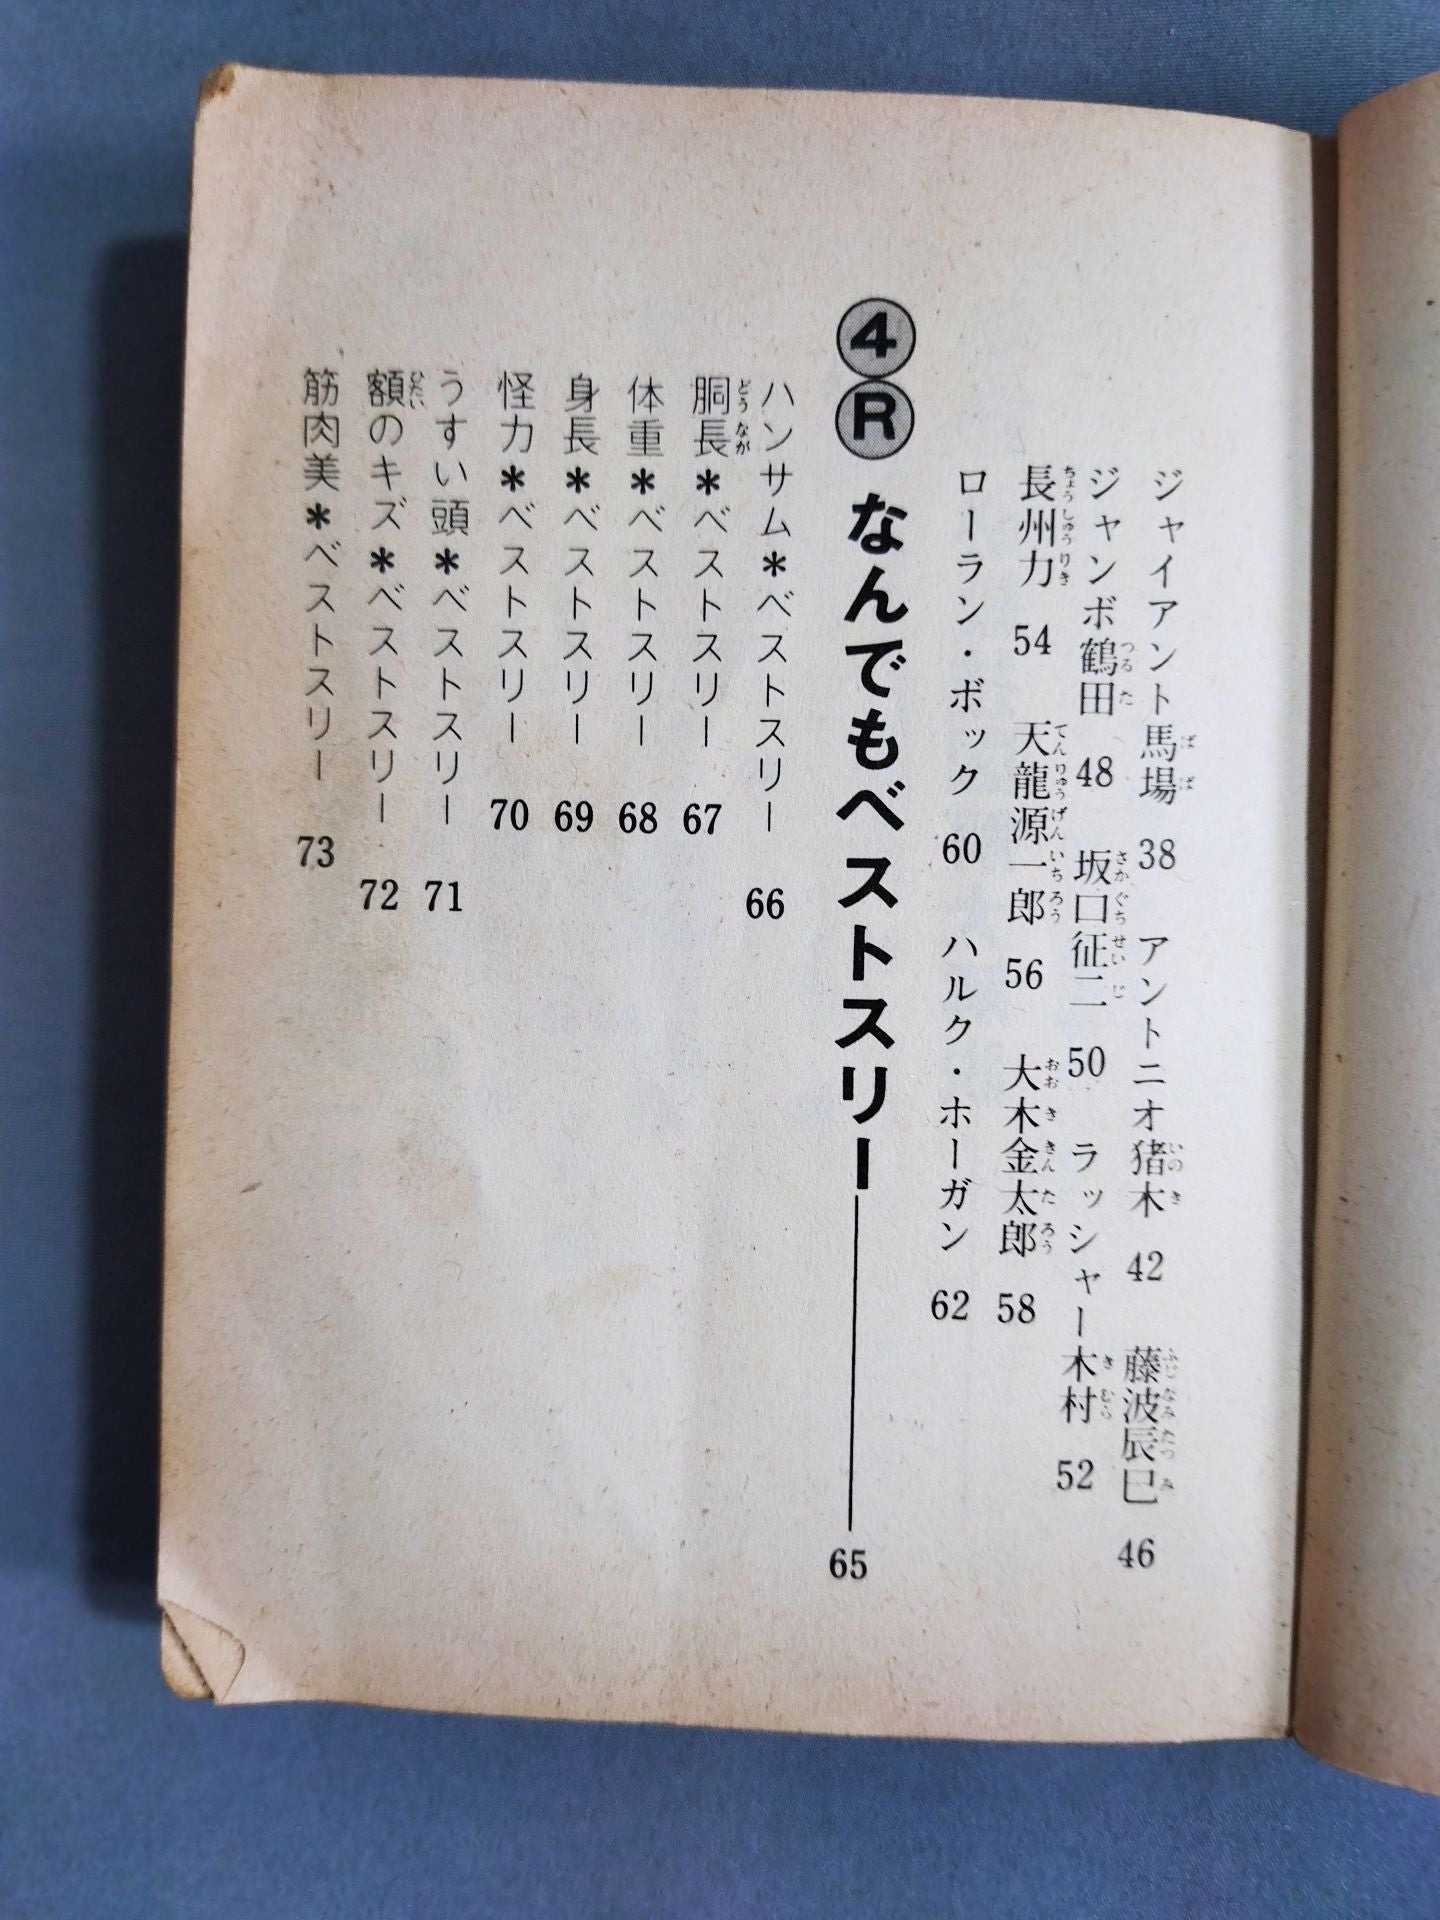 ジャイアント馬場 38 アントニオ猪木 42 藤波辰巳 46
ジャンボ鶴田 48 坂口征二 50 ラッシャー木村 52
長州力 54 天龍源一郎 56 大木金太郎 58
ローラン・ボック 60 ハルク・ホーガン 62
4R なんでもベストスリー――65
ハンサム*ベストスリー 66
胴長*ベストスリー 67
体重*ベストスリー 68
身長*ベストスリー 69
怪力*ベストスリー 70
うすい頭*ベストスリー 71
額のキズ*ベストスリー 72
筋肉美*ベストスリー 73